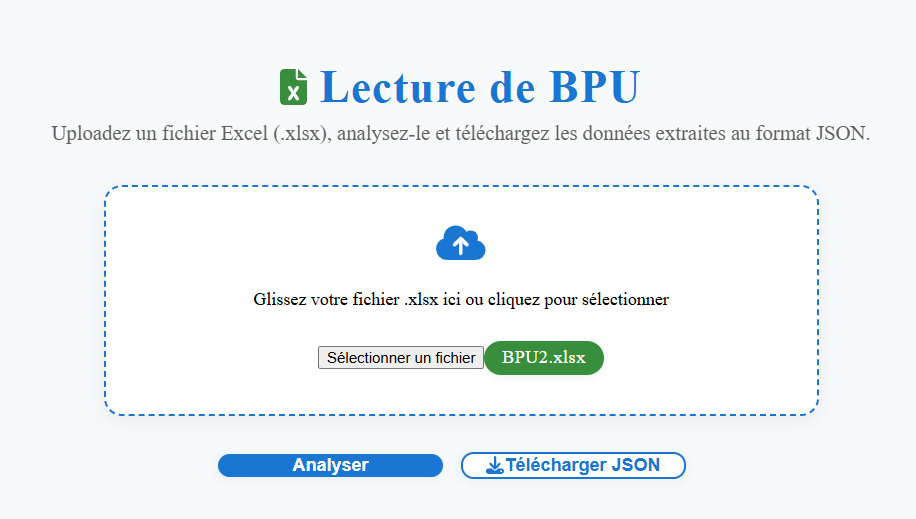 Lecture de BPU
Uploadez un fichier Excel (.xlsx), analysez-le et téléchargez les données extraites au format JSON.
Glissez votre fichier .xlsx ici ou cliquez pour sélectionner
Sélectionner un fichier BPU2.xlsx
Analyser Télécharger JSON